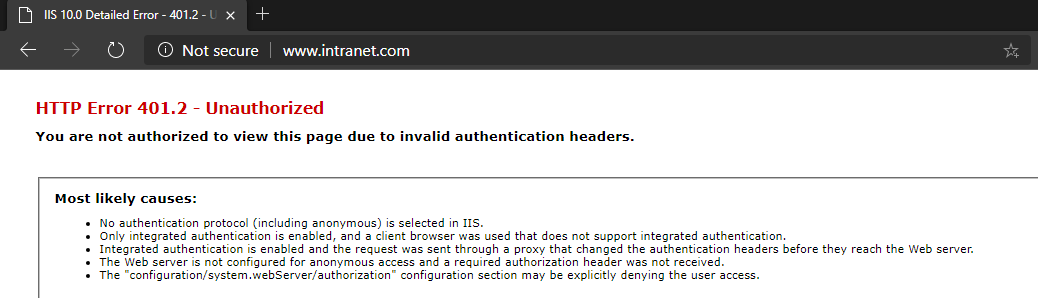 IIS 10.0 Detailed Error - 401.2 - U
Not secure www.intranet.com
HTTP Error 401.2 - Unauthorized
You are not authorized to view this page due to invalid authentication headers.
Most likely causes:
No authentication protocol (including anonymous) is selected in IIS.
Only integrated authentication is enabled, and a client browser was used that does not support integrated authentication.
Integrated authentication is enabled and the request was sent through a proxy that changed the authentication headers before they reach the Web server.
The Web server is not configured for anonymous access and a required authorization header was not received.
The "configuration/system.webServer/authorization" configuration section may be explicitly denying the user access.